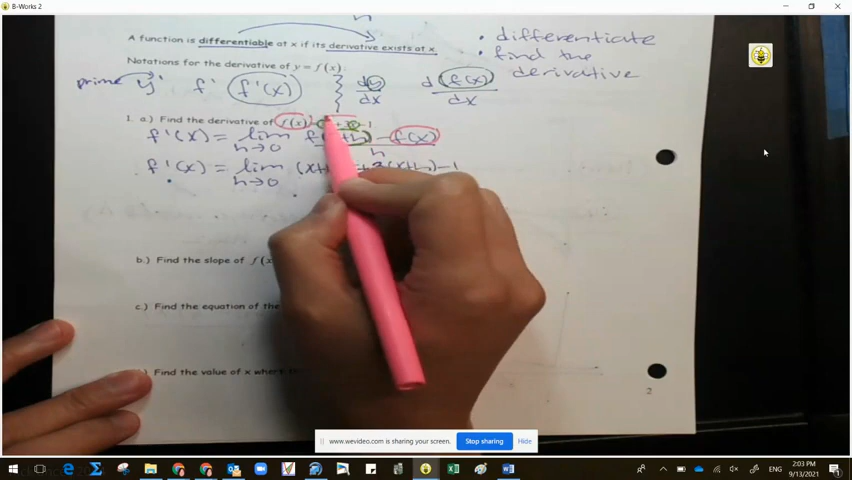 B-Works 2
h
A function is differentiable at x if its derivative exists at x.
• differentiate
• find the derivative
Notations for the derivative of y = f(x):
prime y' f' f'(x) dy/dx d(f(x))/dx
1. a.) Find the derivative of f(x)
f'(x) = lim h→0 f( +h) - f(x) / h
f'(x) = lim h→0 (x+ (x+h) -1
b.) Find the slope of f(x
c.) Find the equation of the
Find the value of x where
2
www.wevideo.com is sharing your screen. Stop sharing Hide
2:03 PM
9/13/2021